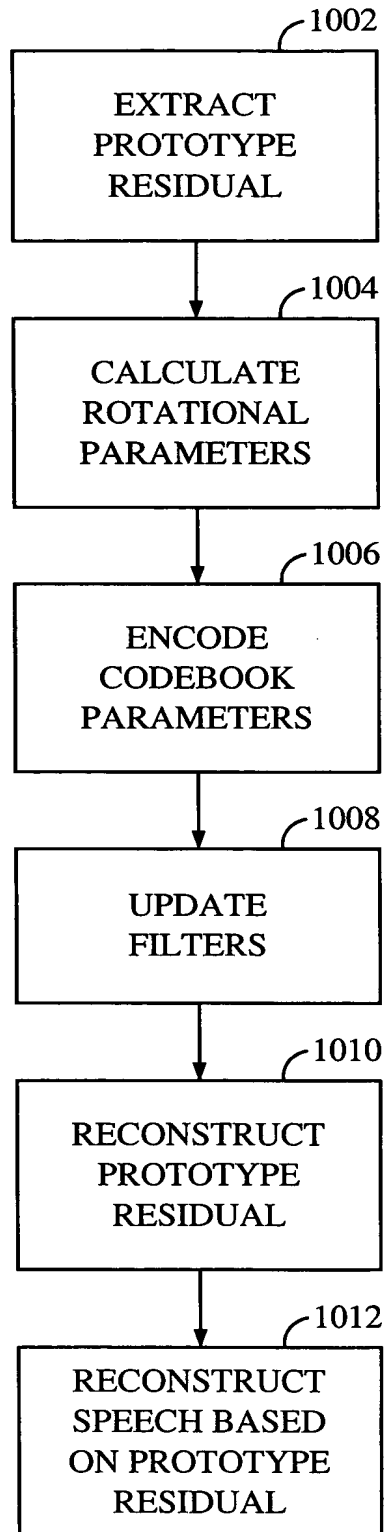 1002
EXTRACT
PROTOTYPE
RESIDUAL
1004
CALCULATE
ROTATIONAL
PARAMETERS
1006
ENCODE
CODEBOOK
PARAMETERS
1008
UPDATE
FILTERS
1010
RECONSTRUCT
PROTOTYPE
RESIDUAL
1012
RECONSTRUCT
SPEECH BASED
ON PROTOTYPE
RESIDUAL